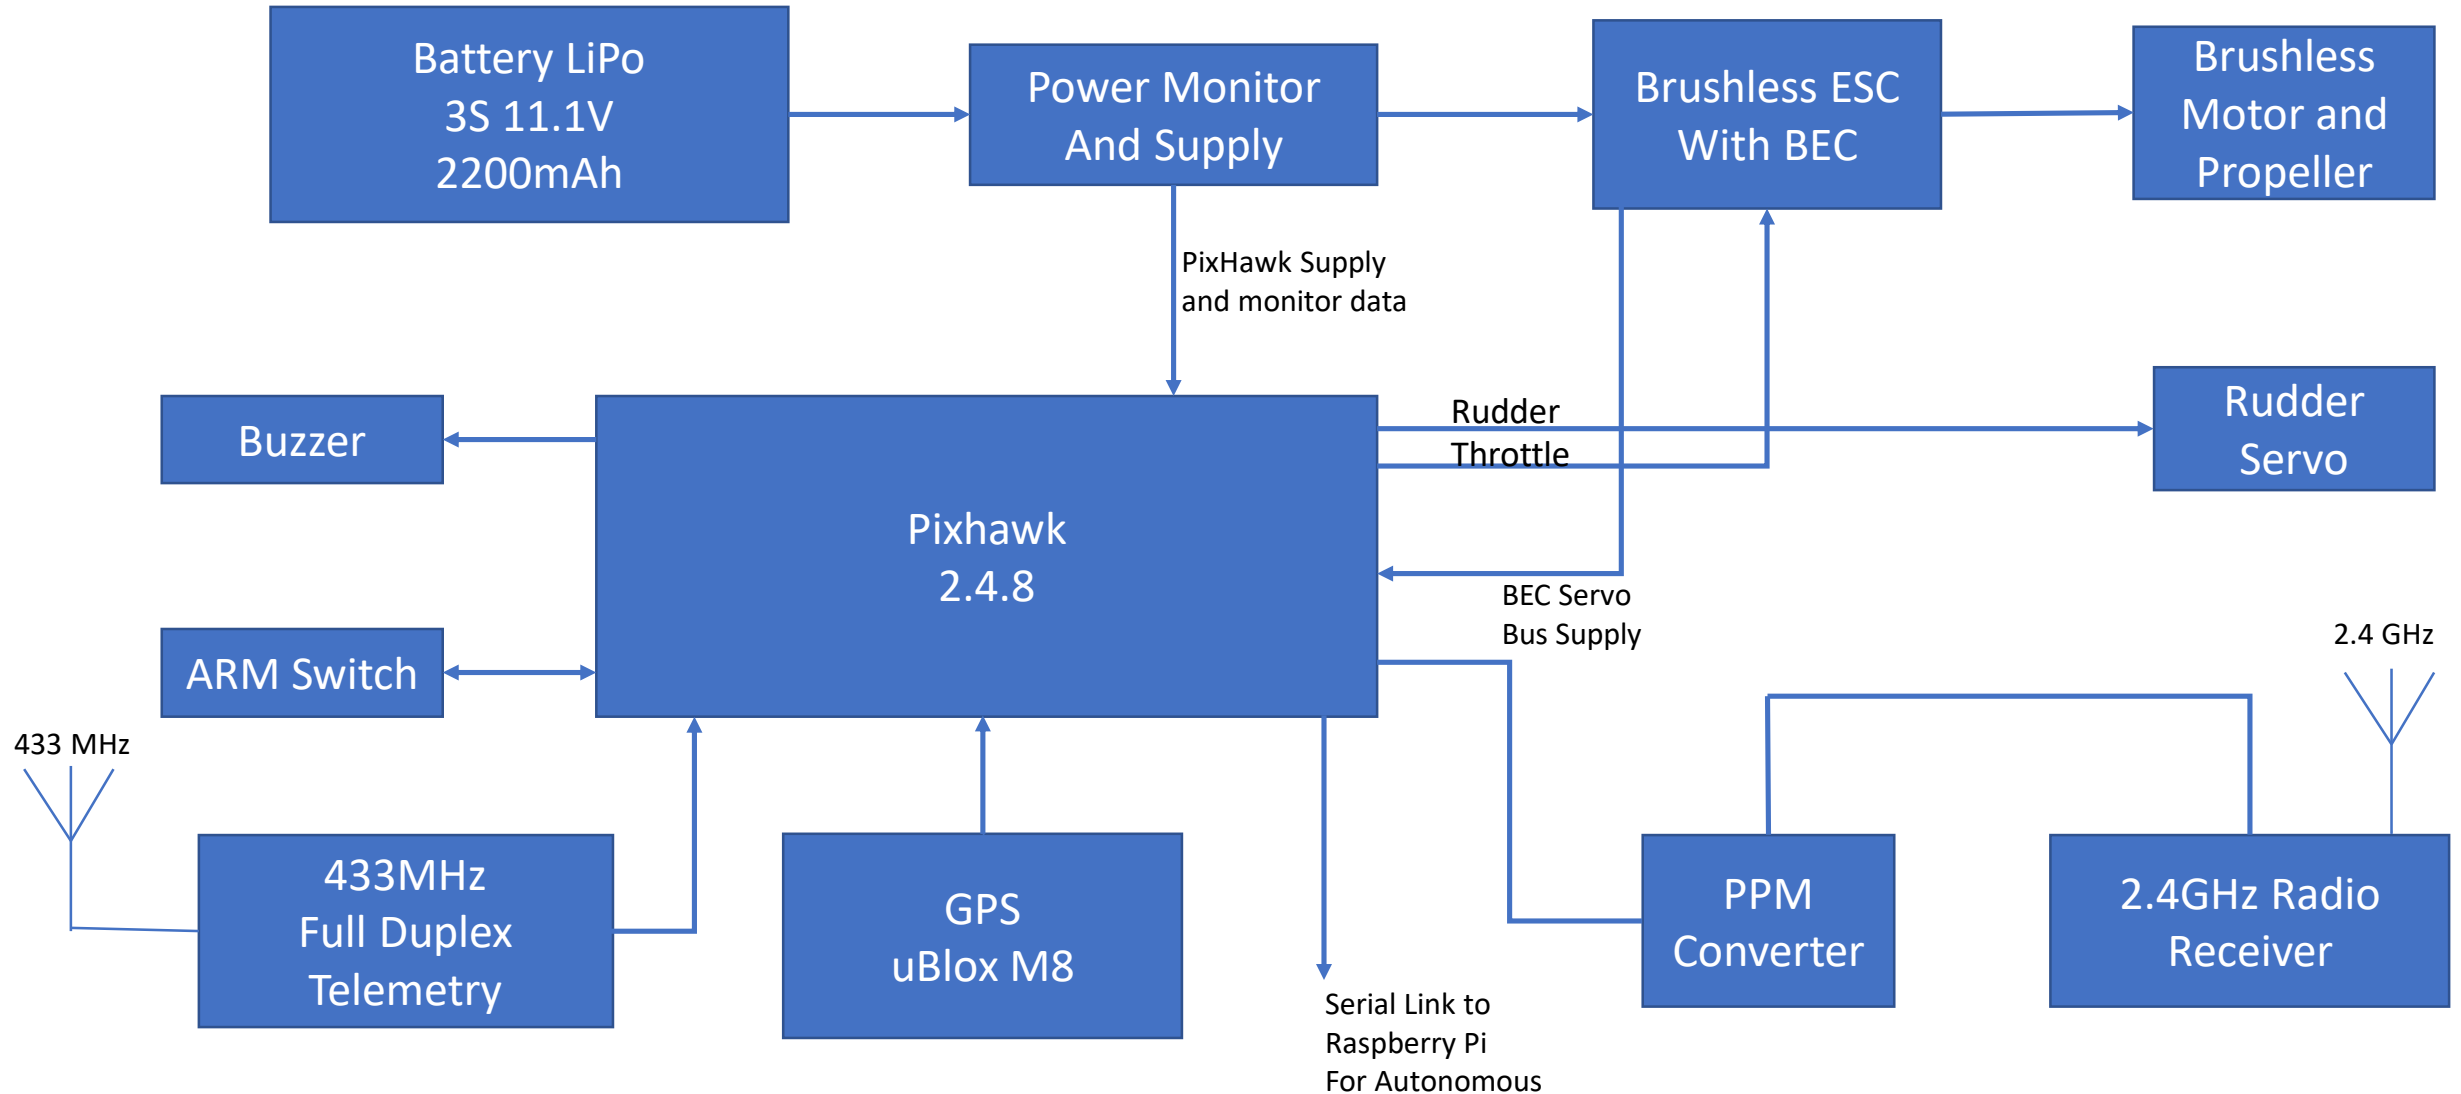 Battery LiPo
3S 11.1V
2200mAh
Power Monitor
And Supply
Brushless ESC
With BEC
Brushless
Motor and
Propeller
PixHawk Supply
and monitor data
Buzzer
Pixhawk
2.4.8
Rudder
Throttle
Rudder
Servo
BEC Servo
Bus Supply
ARM Switch
2.4 GHz
433 MHz
433MHz
Full Duplex
Telemetry
GPS
uBlox M8
Serial Link to
Raspberry Pi
For Autonomous
PPM
Converter
2.4GHz Radio
Receiver